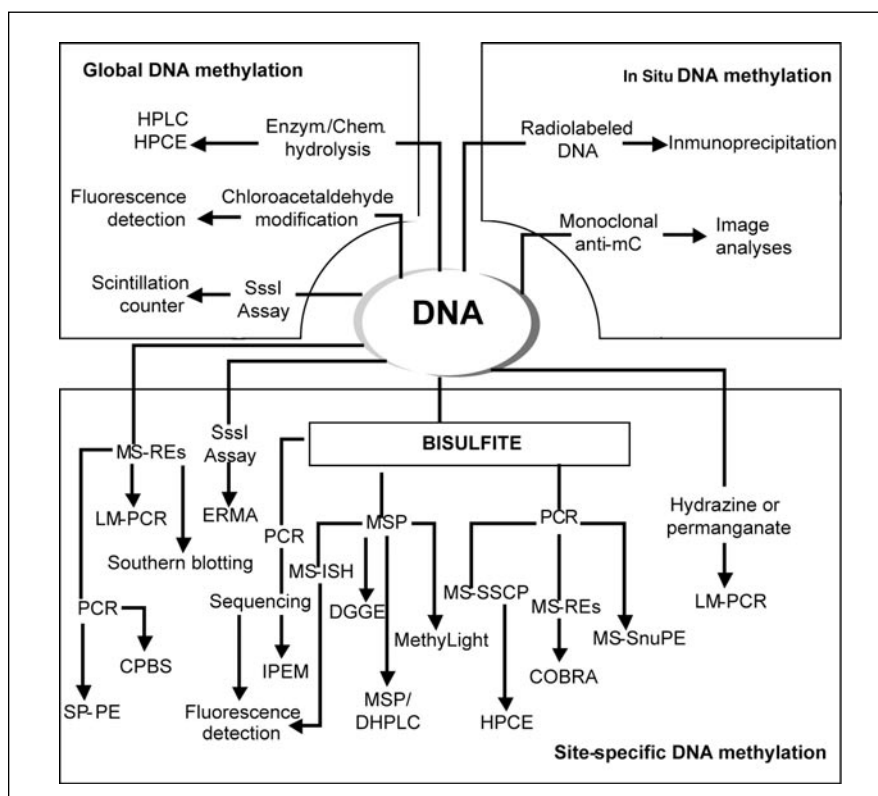 Global DNA methylation
HPLC
HPCE
Enzym./Chem.
hydrolysis
Fluorescence
detection
Chloroacetaldehyde
modification
Scintillation
counter
SssI
Assay
In Situ DNA methylation
Radiolabeled
DNA
Inmunoprecipitation
Monoclonal
anti-mC
Image
analyses
DNA
MS-REs
LM-PCR
Southern blotting
PCR
CPBS
SP-PE
SssI
Assay
ERMA
BISULFITE
PCR
Sequencing
IPEM
Fluorescence
detection
MSP
MS-ISH
DGGE
MSP/
DHPLC
MethyLight
PCR
MS-SSCP
HPCE
MS-REs
COBRA
MS-SnuPE
Hydrazine or
permanganate
LM-PCR
Site-specific DNA methylation